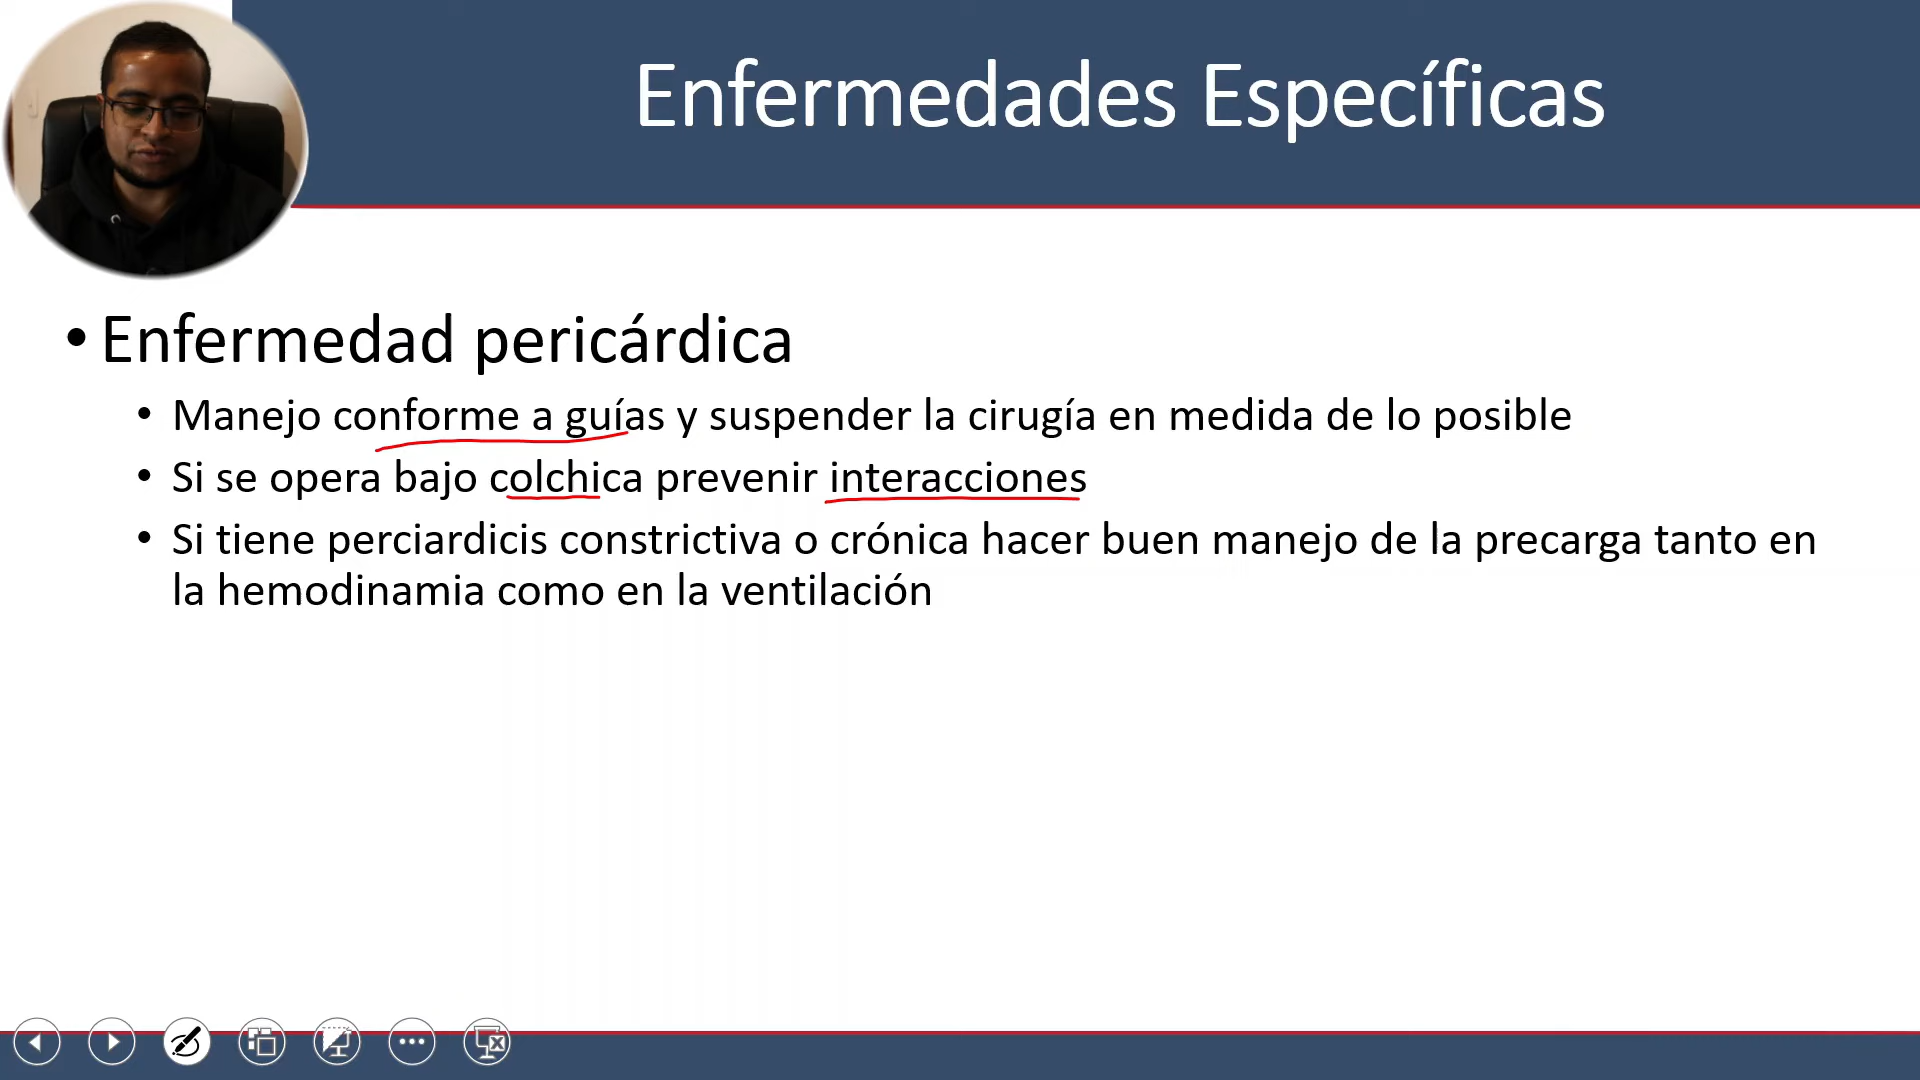 Enfermedades Específicas
• Enfermedad pericárdica
• Manejo conforme a guías y suspender la cirugía en medida de lo posible
• Si se opera bajo colchica prevenir interacciones
• Si tiene perciardicis constrictiva o crónica hacer buen manejo de la precarga tanto en
la hemodinamia como en la ventilación